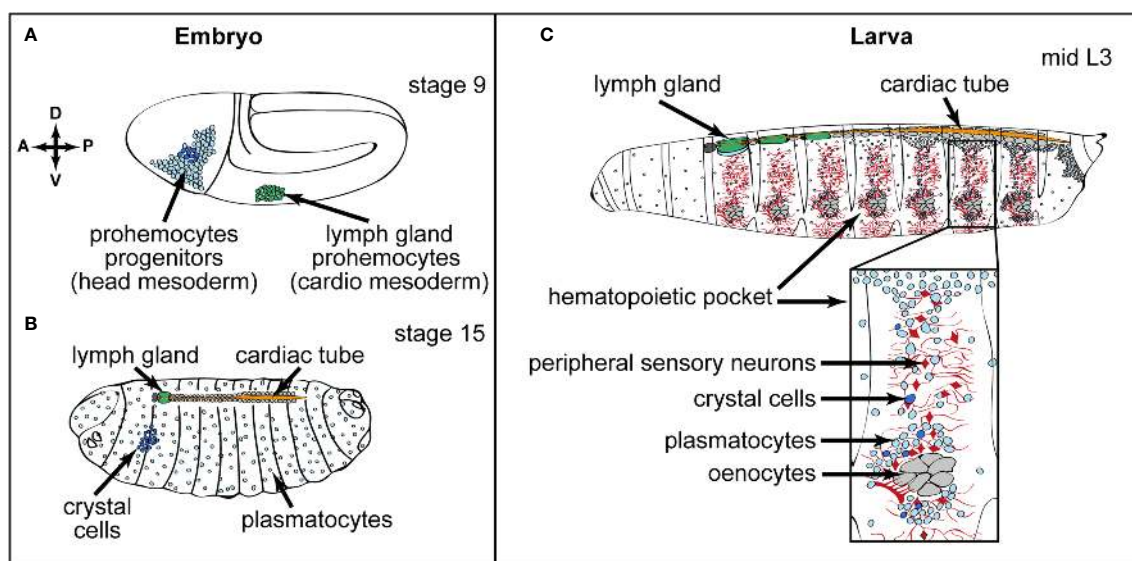 A
Embryo
stage 9
D
A
P
V
prohemocytes
progenitors
(head mesoderm)
lymph gland
prohemocytes
(cardio mesoderm)
B
stage 15
lymph gland
cardiac tube
crystal
cells
plasmatocytes
C
Larva
mid L3
lymph gland
cardiac tube
hematopoietic pocket
peripheral sensory neurons
crystal cells
plasmatocytes
oenocytes